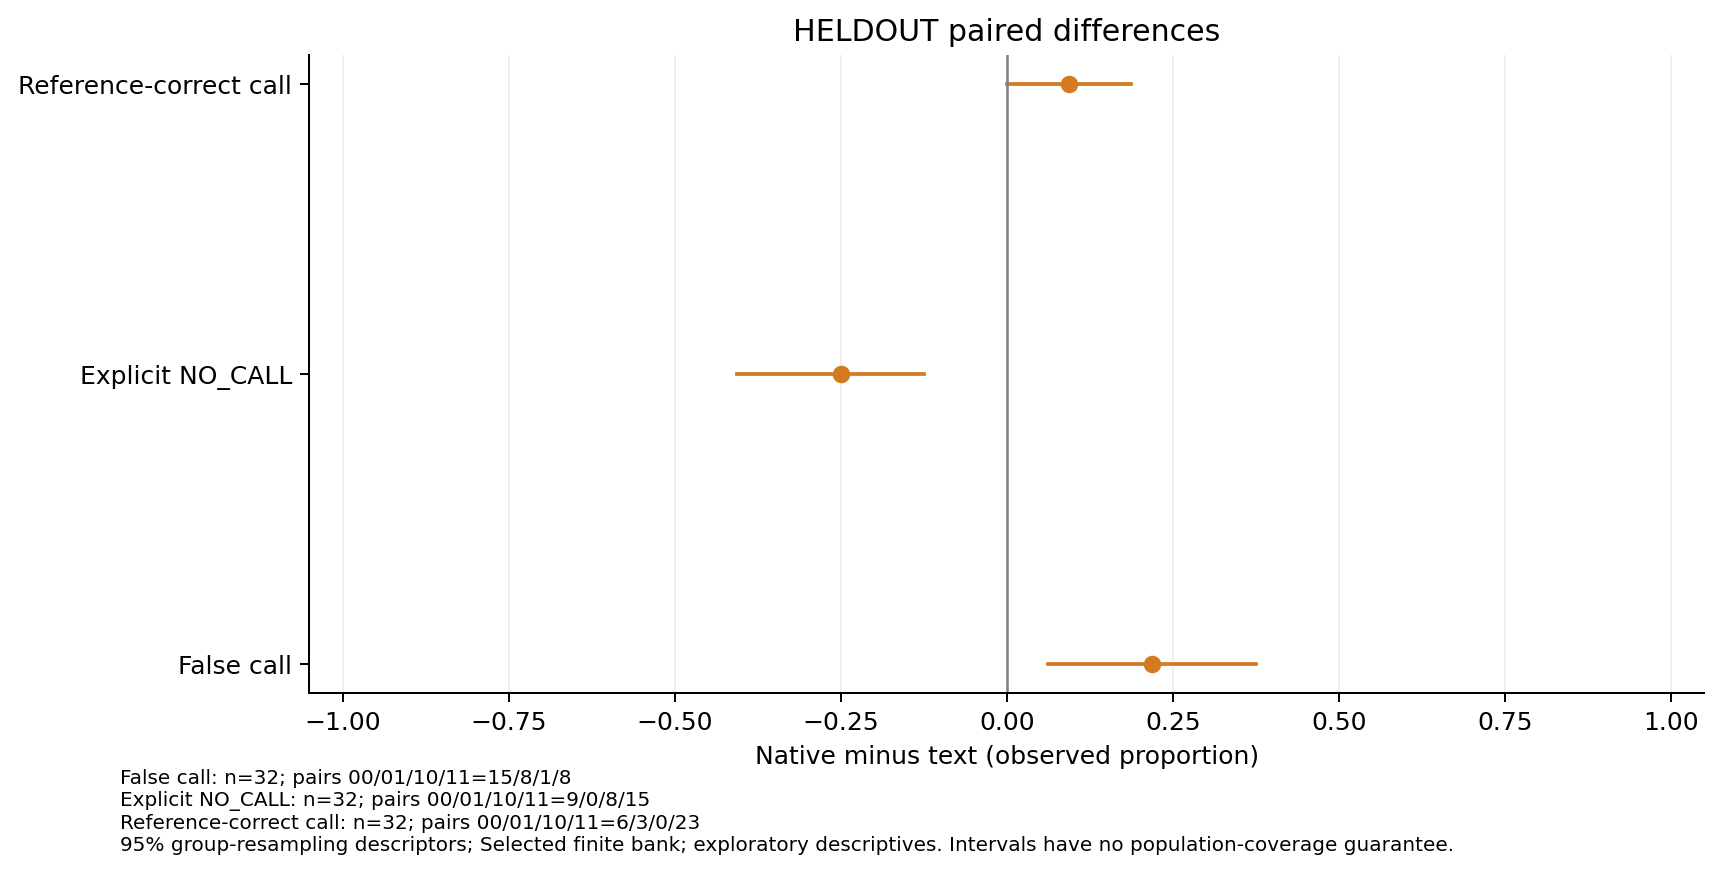 HELDOUT paired differences
Reference-correct call
Explicit NO_CALL
False call
−1.00 −0.75 −0.50 −0.25 0.00 0.25 0.50 0.75 1.00
Native minus text (observed proportion)
False call: n=32; pairs 00/01/10/11=15/8/1/8
Explicit NO_CALL: n=32; pairs 00/01/10/11=9/0/8/15
Reference-correct call: n=32; pairs 00/01/10/11=6/3/0/23
95% group-resampling descriptors; Selected finite bank; exploratory descriptives. Intervals have no population-coverage guarantee.